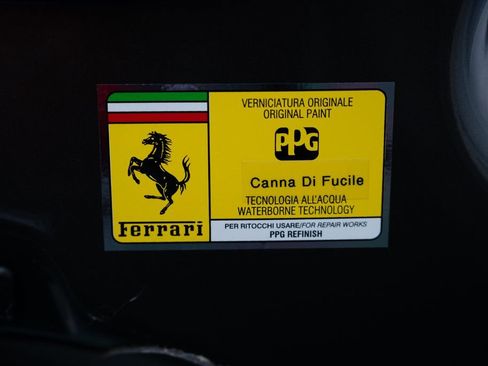 VERNICIATURA ORIGINALE
ORIGINAL PAINT
PPG
Canna Di Fucile
TECNOLOGIA ALL'ACQUA
WATERBORNE TECHNOLOGY
Ferrari
PER RITOCCHI USARE/FOR REPAIR WORKS
PPG REFINISH